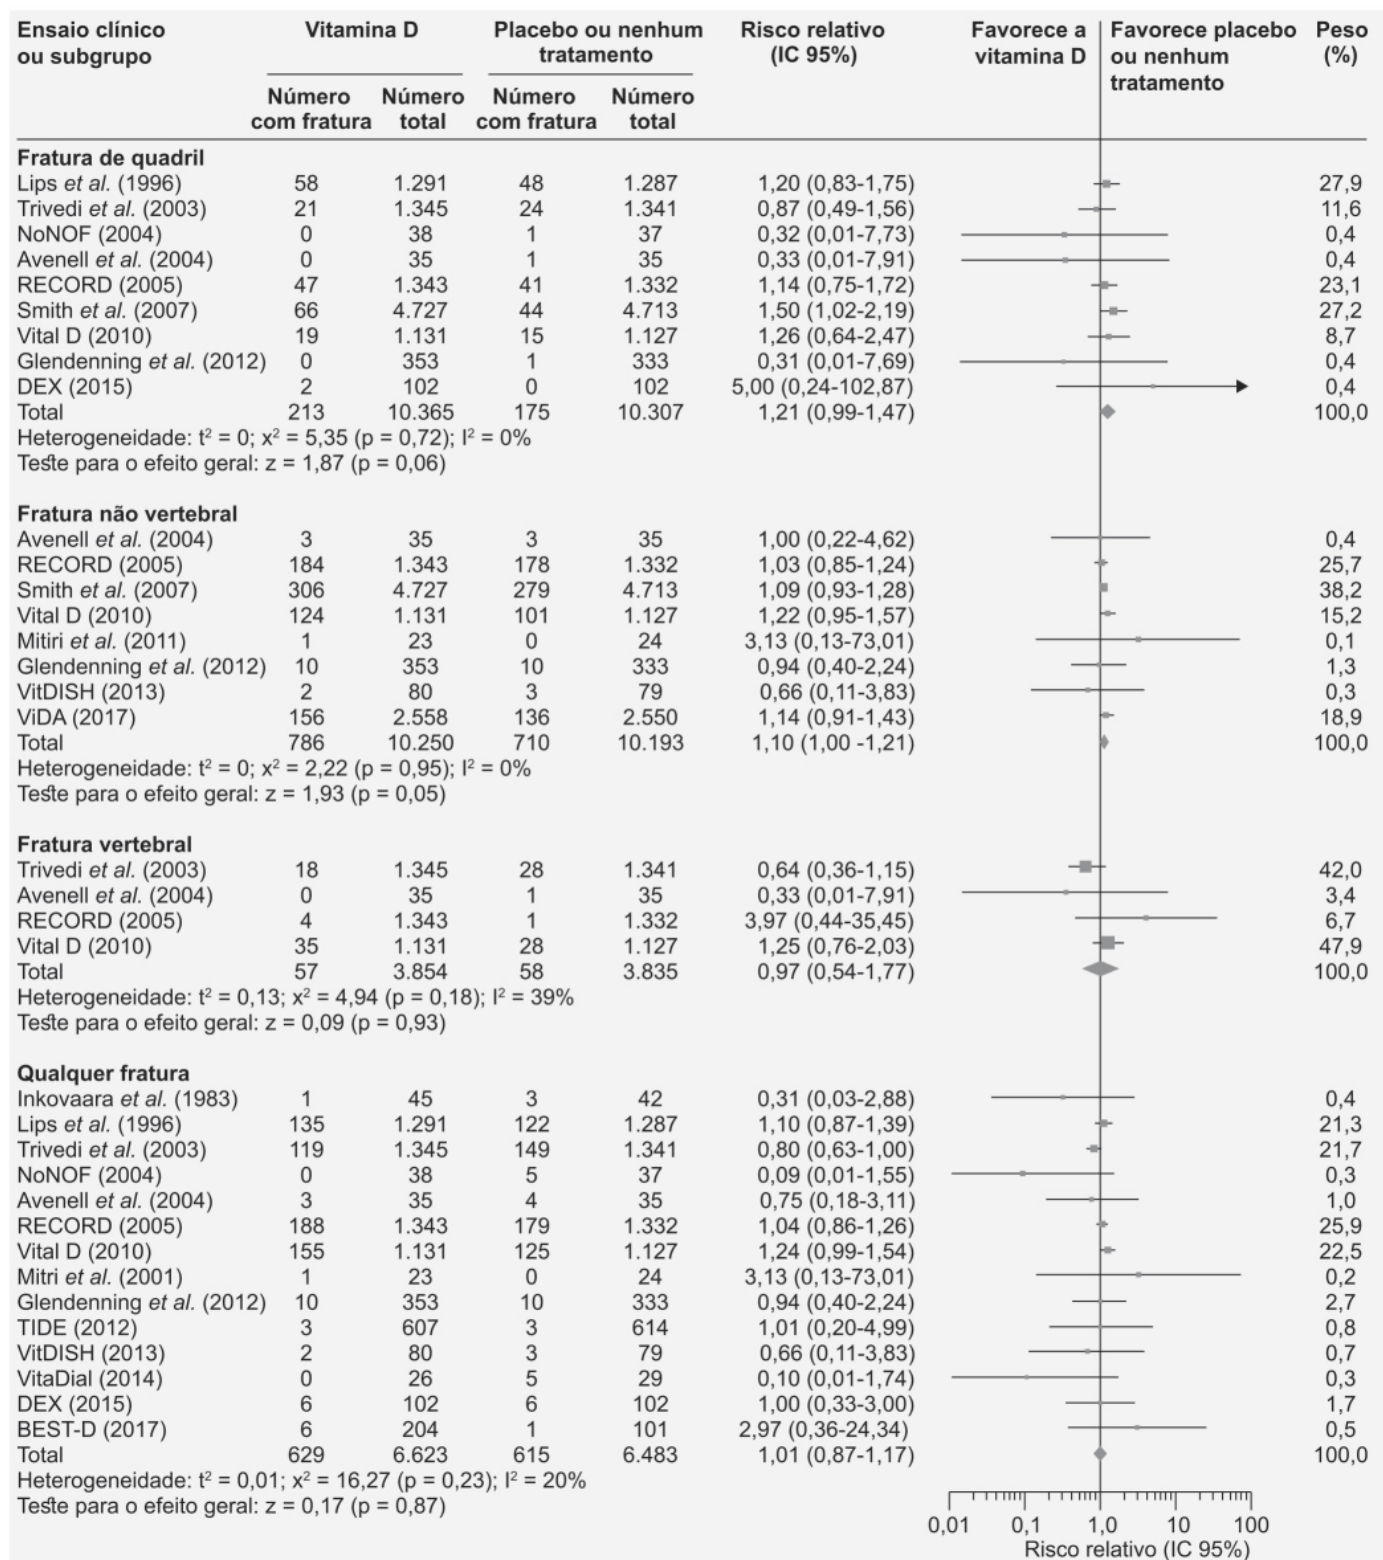 Ensaio clínico Vitamina D Placebo ou nenhum Risco relativo Favorece a Favorece placebo Peso
ou subgrupo tratamento (IC 95%) vitamina D ou nenhum (%)
tratamento
Número Número Número Número
com fratura total com fratura total
Fratura de quadril
Lips et al. (1996) 58 1.291 48 1.287 1,20 (0,83-1,75) 27,9
Trivedi et al. (2003) 21 1.345 24 1.341 0,87 (0,49-1,56) 11,6
NoNOF (2004) 0 38 1 37 0,32 (0,01-7,73) 0,4
Avenell et al. (2004) 0 35 1 35 0,33 (0,01-7,91) 0,4
RECORD (2005) 47 1.343 41 1.332 1,14 (0,75-1,72) 23,1
Smith et al. (2007) 66 4.727 44 4.713 1,50 (1,02-2,19) 27,2
Vital D (2010) 19 1.131 15 1.127 1,26 (0,64-2,47) 8,7
Glendenning et al. (2012) 0 353 1 333 0,31 (0,01-7,69) 0,4
DEX (2015) 2 102 0 102 5,00 (0,24-102,87) 0,4
Total 213 10.365 175 10.307 1,21 (0,99-1,47) 100,0
Heterogeneidade: t² = 0; x² = 5,35 (p = 0,72); I² = 0%
Teste para o efeito geral: z = 1,87 (p = 0,06)
Fratura não vertebral
Avenell et al. (2004) 3 35 3 35 1,00 (0,22-4,62) 0,4
RECORD (2005) 184 1.343 178 1.332 1,03 (0,85-1,24) 25,7
Smith et al. (2007) 306 4.727 279 4.713 1,09 (0,93-1,28) 38,2
Vital D (2010) 124 1.131 101 1.127 1,22 (0,95-1,57) 15,2
Mitiri et al. (2011) 1 23 0 24 3,13 (0,13-73,01) 0,1
Glendenning et al. (2012) 10 353 10 333 0,94 (0,40-2,24) 1,3
VitDISH (2013) 2 80 3 79 0,66 (0,11-3,83) 0,3
ViDA (2017) 156 2.558 136 2.550 1,14 (0,91-1,43) 18,9
Total 786 10.250 710 10.193 1,10 (1,00 -1,21) 100,0
Heterogeneidade: t² = 0; x² = 2,22 (p = 0,95); I² = 0%
Teste para o efeito geral: z = 1,93 (p = 0,05)
Fratura vertebral
Trivedi et al. (2003) 18 1.345 28 1.341 0,64 (0,36-1,15) 42,0
Avenell et al. (2004) 0 35 1 35 0,33 (0,01-7,91) 3,4
RECORD (2005) 4 1.343 1 1.332 3,97 (0,44-35,45) 6,7
Vital D (2010) 35 1.131 28 1.127 1,25 (0,76-2,03) 47,9
Total 57 3.854 58 3.835 0,97 (0,54-1,77) 100,0
Heterogeneidade: t² = 0,13; x² = 4,94 (p = 0,18); I² = 39%
Teste para o efeito geral: z = 0,09 (p = 0,93)
Qualquer fratura
Inkovaara et al. (1983) 1 45 3 42 0,31 (0,03-2,88) 0,4
Lips et al. (1996) 135 1.291 122 1.287 1,10 (0,87-1,39) 21,3
Trivedi et al. (2003) 119 1.345 149 1.341 0,80 (0,63-1,00) 21,7
NoNOF (2004) 0 38 5 37 0,09 (0,01-1,55) 0,3
Avenell et al. (2004) 3 35 4 35 0,75 (0,18-3,11) 1,0
RECORD (2005) 188 1.343 179 1.332 1,04 (0,86-1,26) 25,9
Vital D (2010) 155 1.131 125 1.127 1,24 (0,99-1,54) 22,5
Mitri et al. (2001) 1 23 0 24 3,13 (0,13-73,01) 0,2
Glendenning et al. (2012) 10 353 10 333 0,94 (0,40-2,24) 2,7
TIDE (2012) 3 607 3 614 1,01 (0,20-4,99) 0,8
VitDISH (2013) 2 80 3 79 0,66 (0,11-3,83) 0,7
VitaDial (2014) 0 26 5 29 0,10 (0,01-1,74) 0,3
DEX (2015) 6 102 6 102 1,00 (0,33-3,00) 1,7
BEST-D (2017) 6 204 1 101 2,97 (0,36-24,34) 0,5
Total 629 6.623 615 6.483 1,01 (0,87-1,17) 100,0
Heterogeneidade: t² = 0,01; x² = 16,27 (p = 0,23); I² = 20%
Teste para o efeito geral: z = 0,17 (p = 0,87)
0,01 0,1 1,0 10 100
Risco relativo (IC 95%)